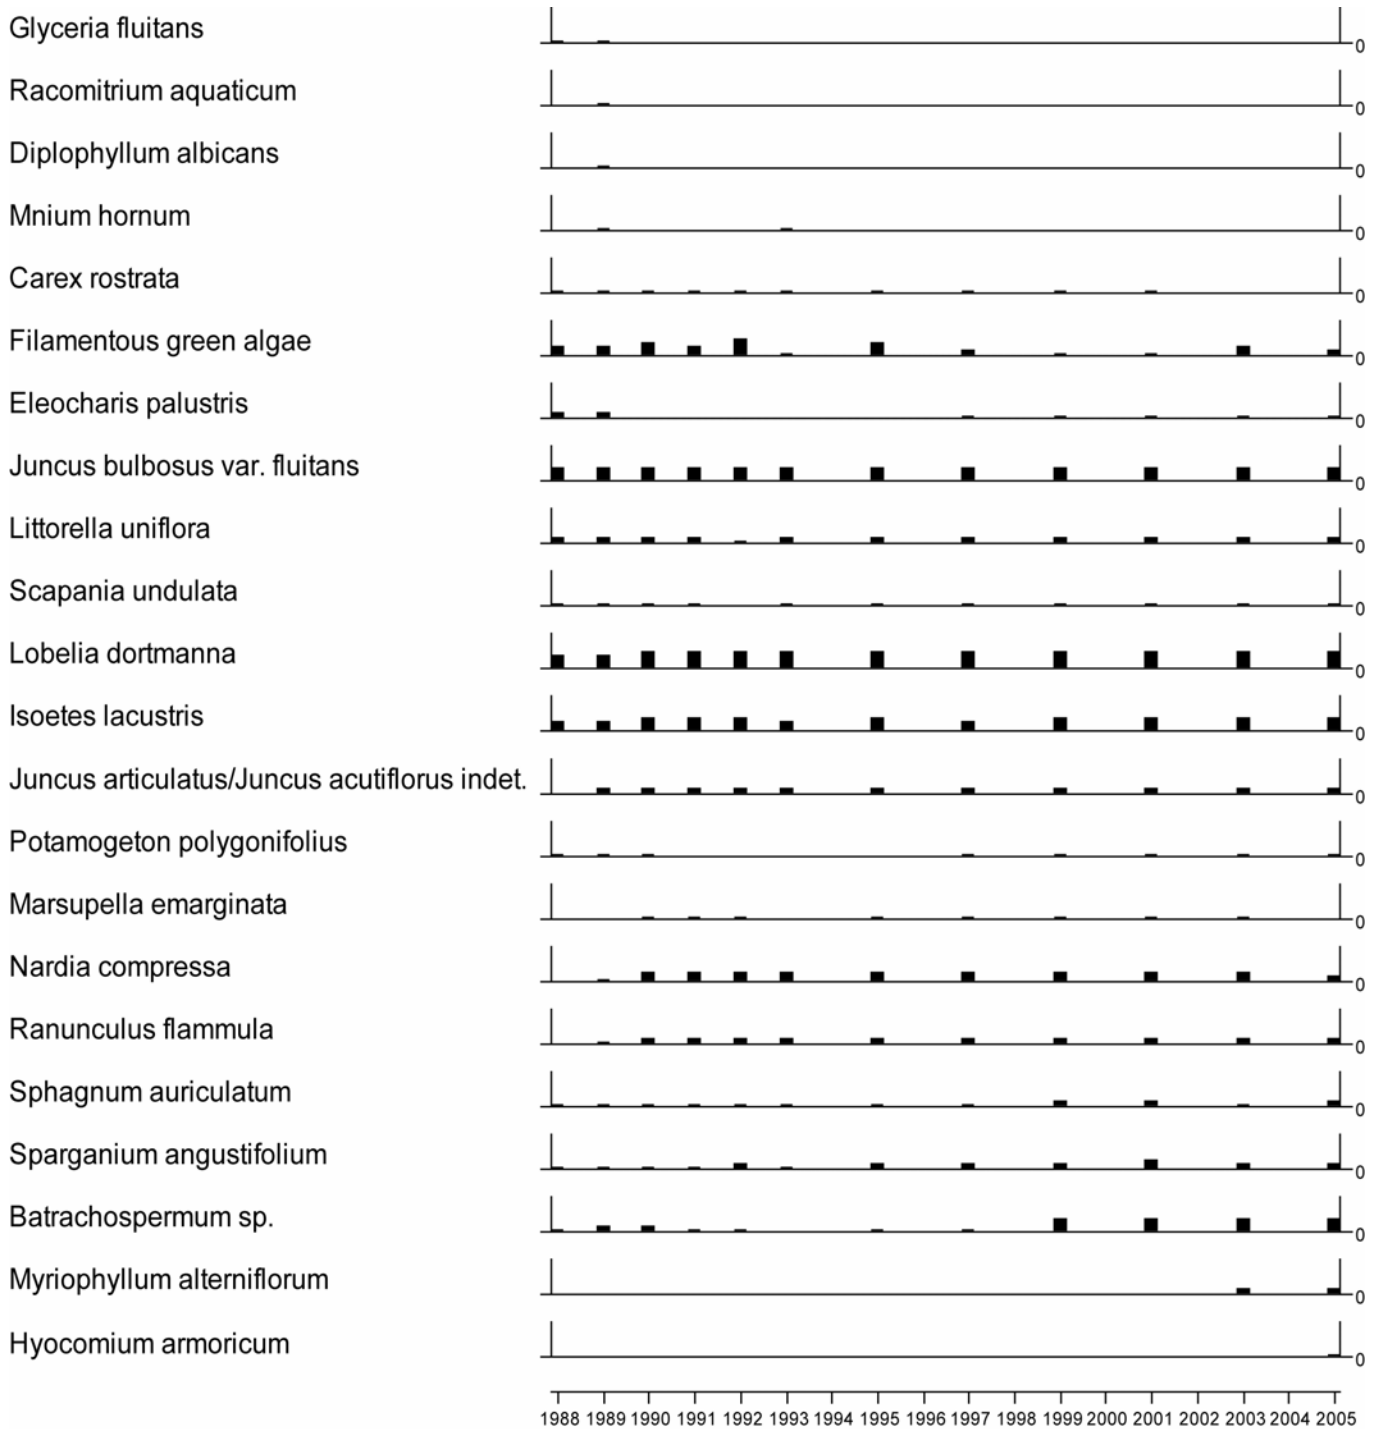 Glyceria fluitans
0
Racomitrium aquaticum
0
Diplophyllum albicans
0
Mnium hornum
0
Carex rostrata
0
Filamentous green algae
0
Eleocharis palustris
0
Juncus bulbosus var. fluitans
0
Littorella uniflora
0
Scapania undulata
0
Lobelia dortmanna
0
Isoetes lacustris
0
Juncus articulatus/Juncus acutiflorus indet.
0
Potamogeton polygonifolius
0
Marsupella emarginata
0
Nardia compressa
0
Ranunculus flammula
0
Sphagnum auriculatum
0
Sparganium angustifolium
0
Batrachospermum sp.
0
Myriophyllum alterniflorum
0
Hyocomium armoricum
0
1988 1989 1990 1991 1992 1993 1994 1995 1996 1997 1998 1999 2000 2001 2002 2003 2004 2005